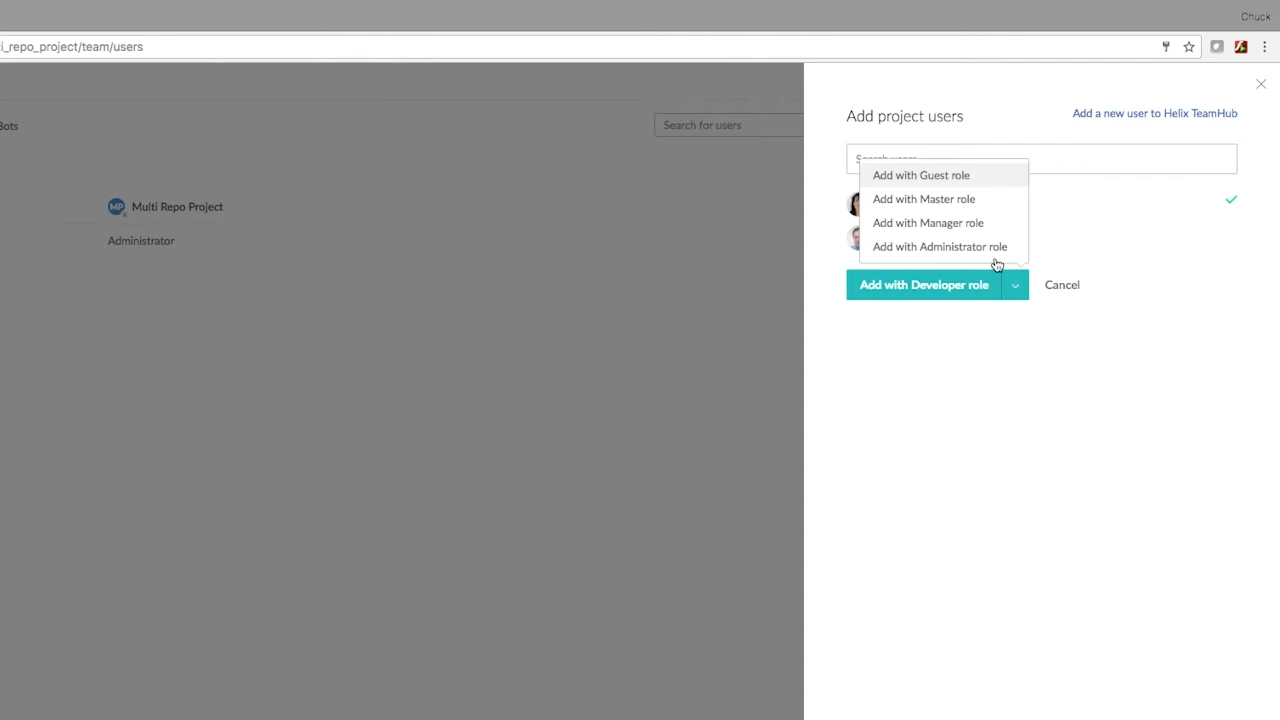 Chuck
i_repo_project/team/users
Bots
Search for users
MP Multi Repo Project
Administrator
Add project users
Add a new user to Helix TeamHub
Add with Guest role
Add with Master role
Add with Manager role
Add with Administrator role
Add with Developer role
Cancel